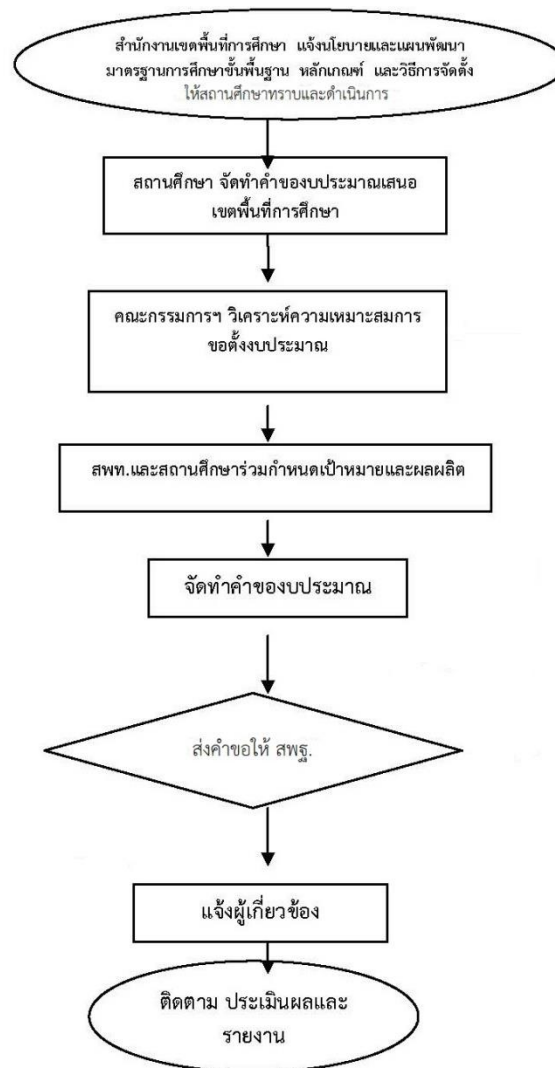 สำนักงานเขตพื้นที่การศึกษา แจ้งนโยบายและแผนพัฒนา
มาตรฐานการศึกษาขั้นพื้นฐาน หลักเกณฑ์ และวิธีการจัดตั้ง
ให้สถานศึกษาทราบและดำเนินการ
สถานศึกษา จัดทำคำของบประมาณเสนอ
เขตพื้นที่การศึกษา
คณะกรรมการฯ วิเคราะห์ความเหมาะสมการ
ขอตั้งงบประมาณ
สพท.และสถานศึกษาร่วมกำหนดเป้าหมายและผลผลิต
จัดทำคำของบประมาณ
ส่งคำขอให้ สพฐ.
แจ้งผู้เกี่ยวข้อง
ติดตาม ประเมินผลและ
รายงาน